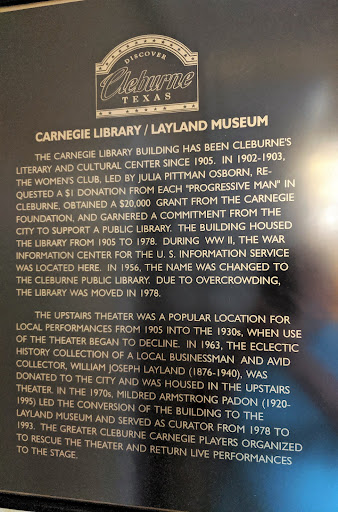 DISCOVER
Cleburne
TEXAS
CARNEGIE LIBRARY / LAYLAND MUSEUM
THE CARNEGIE LIBRARY BUILDING HAS BEEN CLEBURNE'S
LITERARY AND CULTURAL CENTER SINCE 1905. IN 1902-1903,
THE WOMEN'S CLUB, LED BY JULIA PITTMAN OSBORN, RE-
QUESTED A $1 DONATION FROM EACH "PROGRESSIVE MAN" IN
CLEBURNE, OBTAINED A $20,000 GRANT FROM THE CARNEGIE
FOUNDATION, AND GARNERED A COMMITMENT FROM THE
CITY TO SUPPORT A PUBLIC LIBRARY. THE BUILDING HOUSED
THE LIBRARY FROM 1905 TO 1978. DURING WW II, THE WAR
INFORMATION CENTER FOR THE U. S. INFORMATION SERVICE
WAS LOCATED HERE. IN 1956, THE NAME WAS CHANGED TO
THE CLEBURNE PUBLIC LIBRARY. DUE TO OVERCROWDING,
THE LIBRARY WAS MOVED IN 1978.
THE UPSTAIRS THEATER WAS A POPULAR LOCATION FOR
LOCAL PERFORMANCES FROM 1905 INTO THE 1930s, WHEN USE
OF THE THEATER BEGAN TO DECLINE. IN 1963, THE ECLECTIC
HISTORY COLLECTION OF A LOCAL BUSINESSMAN AND AVID
COLLECTOR, WILLIAM JOSEPH LAYLAND (1876-1940), WAS
DONATED TO THE CITY AND WAS HOUSED IN THE UPSTAIRS
THEATER. IN THE 1970s, MILDRED ARMSTRONG PADON (1920-
1995) LED THE CONVERSION OF THE BUILDING TO THE
LAYLAND MUSEUM AND SERVED AS CURATOR FROM 1978 TO
1993. THE GREATER CLEBURNE CARNEGIE PLAYERS ORGANIZED
TO RESCUE THE THEATER AND RETURN LIVE PERFORMANCES
TO THE STAGE.